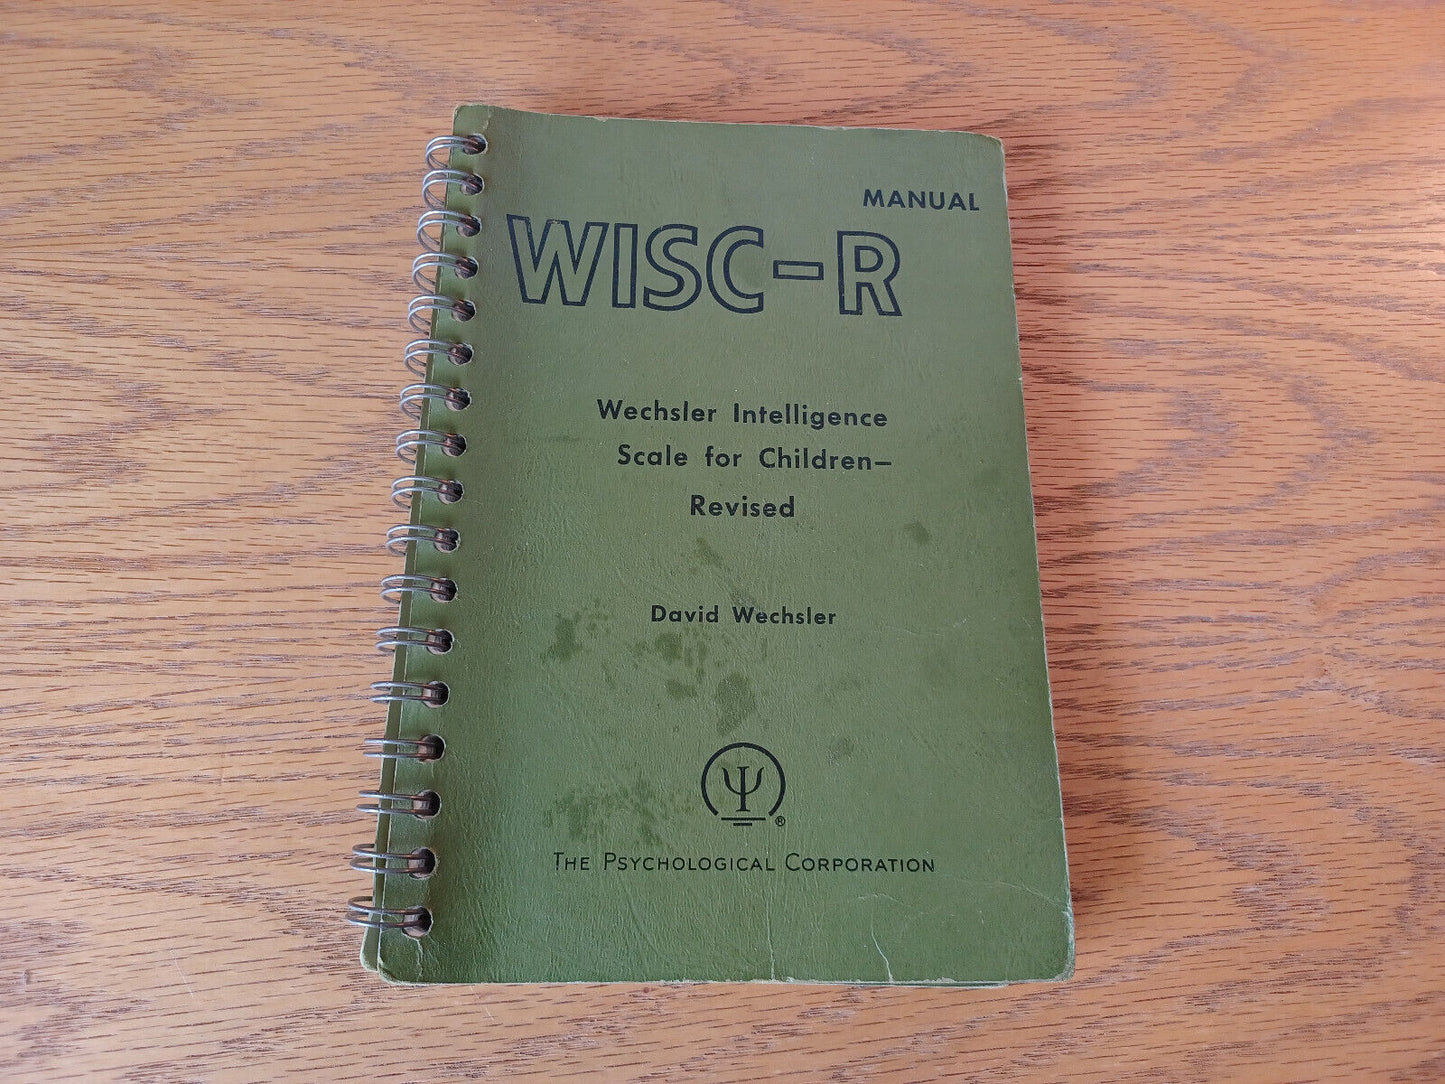 MANUAL
WISC-R
Wechsler Intelligence
Scale for Children—
Revised
David Wechsler
Ψ
®
The Psychological Corporation